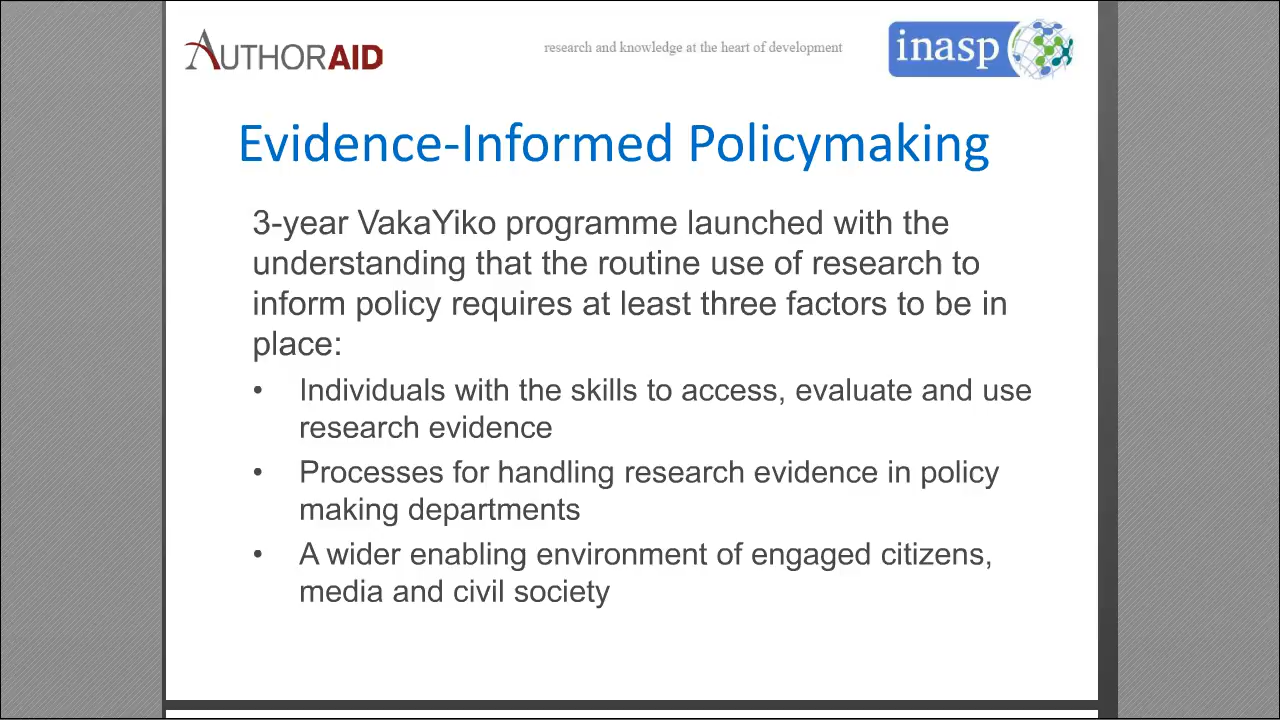 AUTHORAID
research and knowledge at the heart of development
inasp
Evidence-Informed Policymaking
3-year VakaYiko programme launched with the
understanding that the routine use of research to
inform policy requires at least three factors to be in
place:
• Individuals with the skills to access, evaluate and use
research evidence
• Processes for handling research evidence in policy
making departments
• A wider enabling environment of engaged citizens,
media and civil society